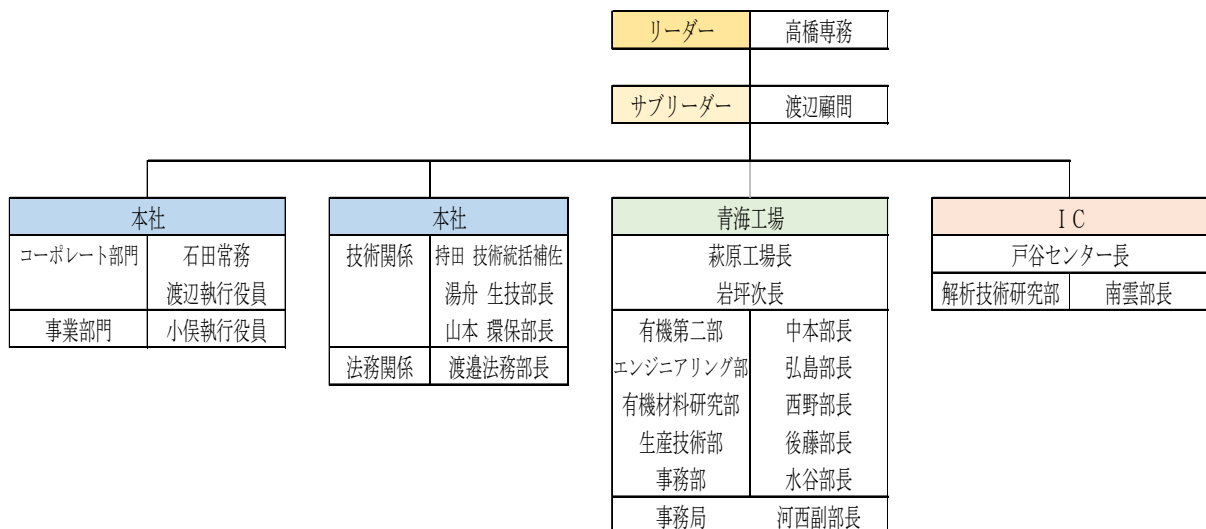 リーダー 高橋専務
サブリーダー 渡辺顧問
本社
コーポレート部門 石田常務
渡辺執行役員
事業部門 小俣執行役員
本社
技術関係 持田 技術統括補佐
湯舟 生技部長
山本 環保部長
法務関係 渡邉法務部長
青海工場
萩原工場長
岩坪次長
有機第二部 中本部長
エンジニアリング部 弘島部長
有機材料研究部 西野部長
生産技術部 後藤部長
事務部 水谷部長
事務局 河西副部長
ＩＣ
戸谷センター長
解析技術研究部 南雲部長